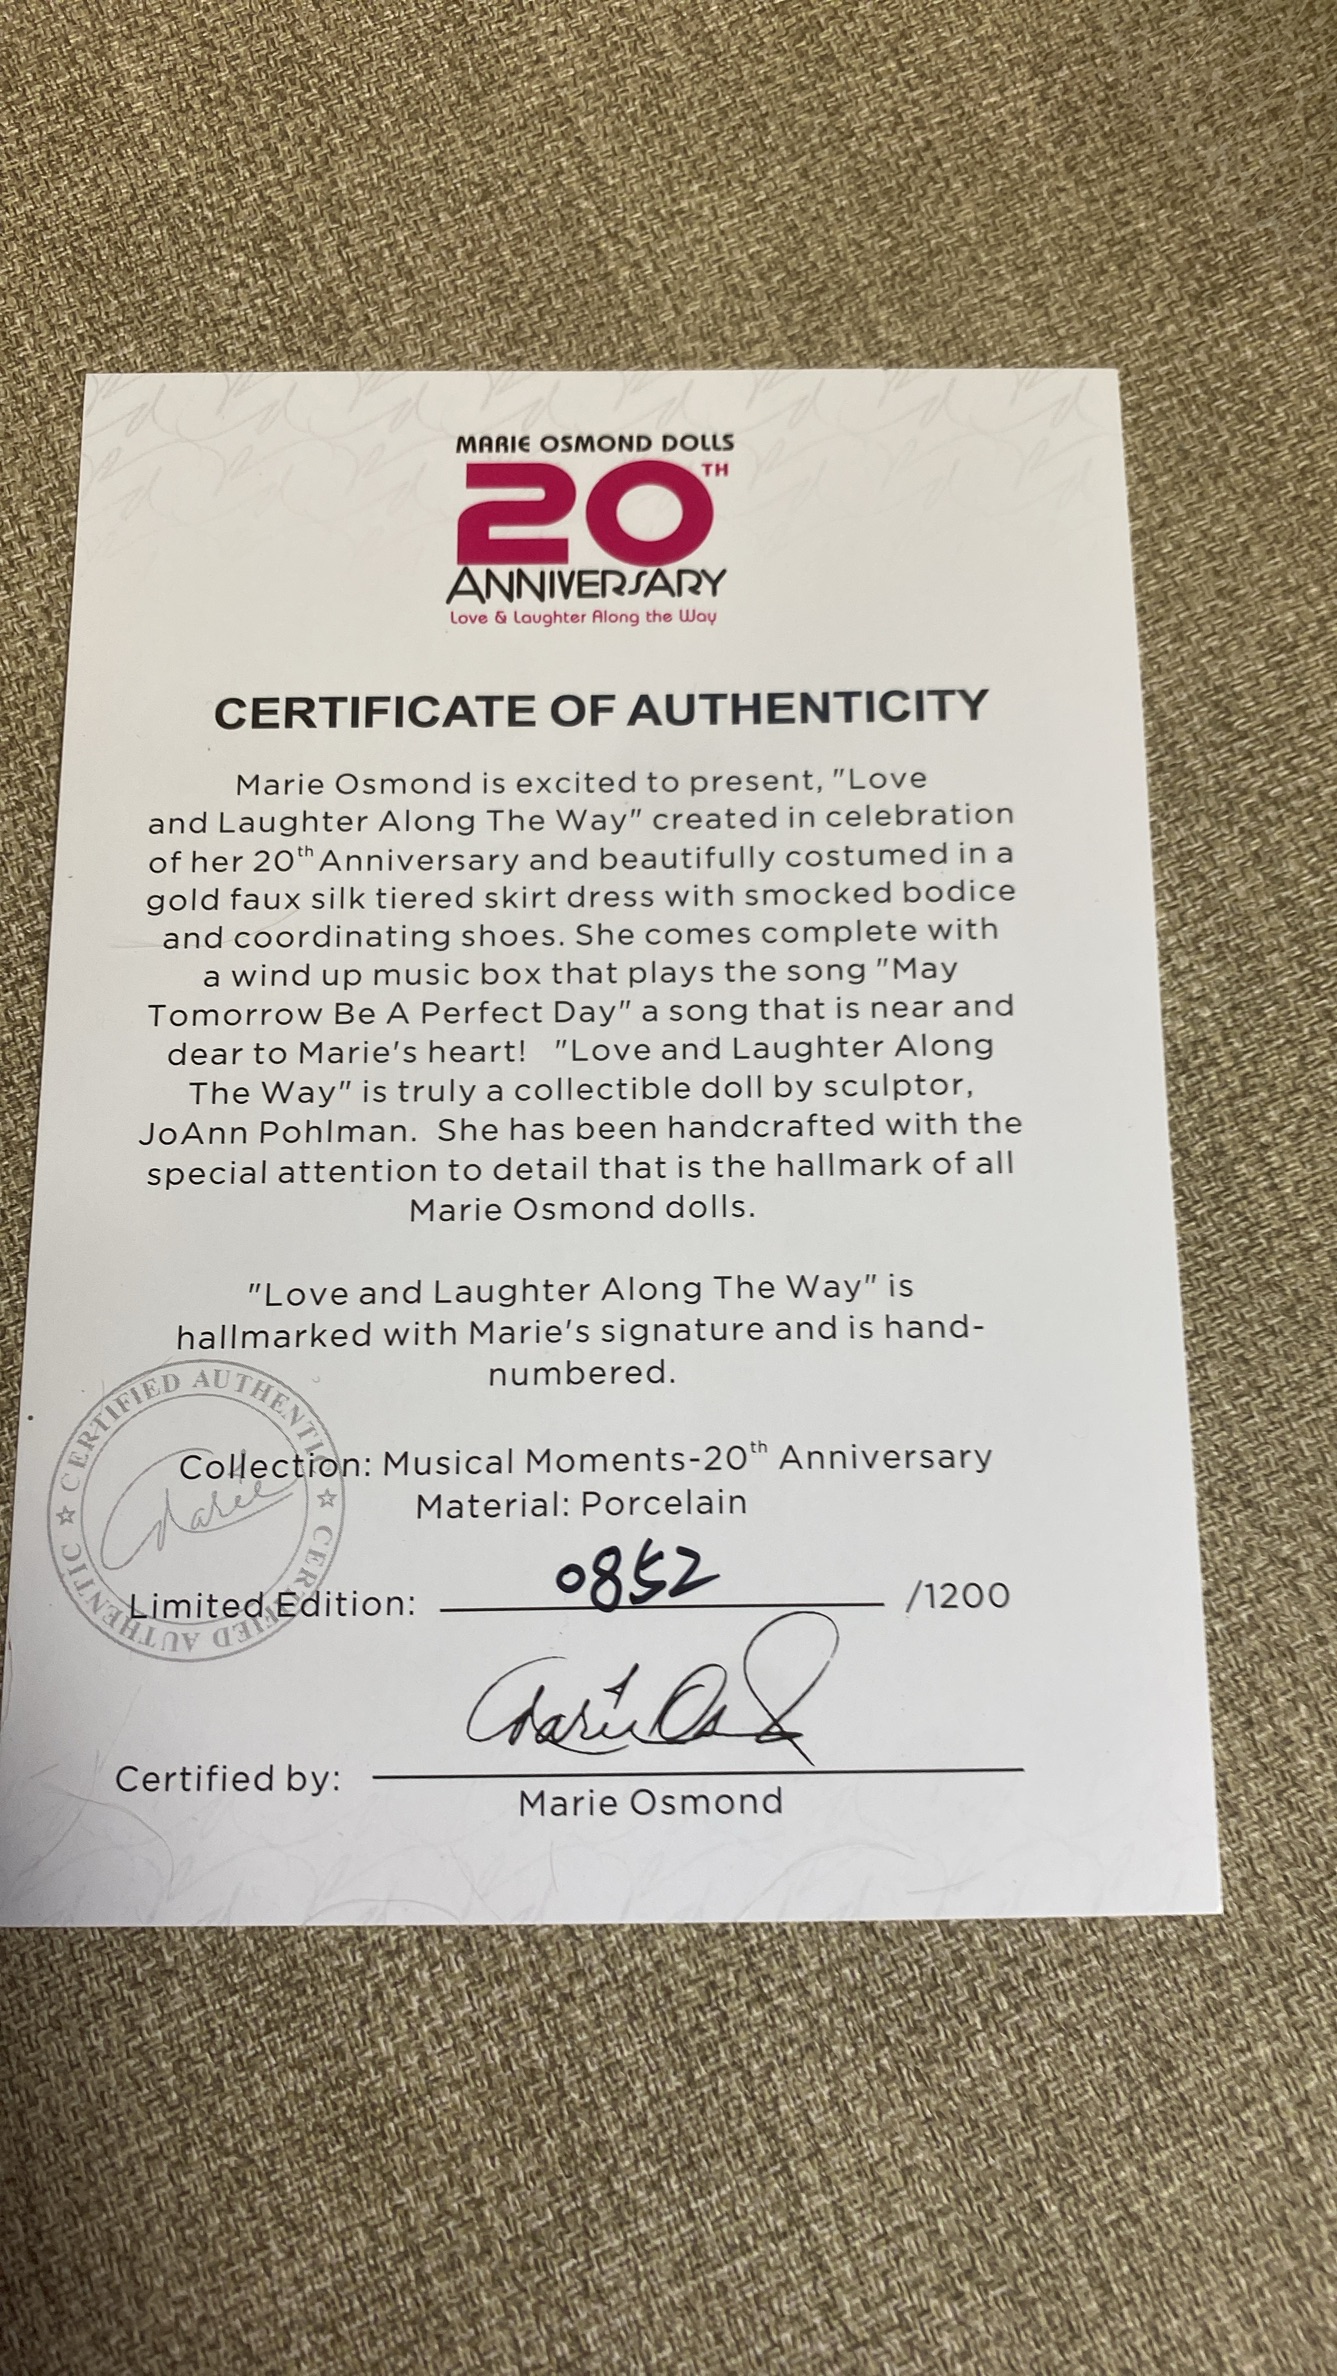 MARIE OSMOND DOLLS
20TH
ANNIVERSARY
Love & Laughter Along the Way
CERTIFICATE OF AUTHENTICITY
Marie Osmond is excited to present, "Love
and Laughter Along The Way" created in celebration
of her 20th Anniversary and beautifully costumed in a
gold faux silk tiered skirt dress with smocked bodice
and coordinating shoes. She comes complete with
a wind up music box that plays the song "May
Tomorrow Be A Perfect Day" a song that is near and
dear to Marie's heart! "Love and Laughter Along
The Way" is truly a collectible doll by sculptor,
JoAnn Pohlman. She has been handcrafted with the
special attention to detail that is the hallmark of all
Marie Osmond dolls.
"Love and Laughter Along The Way" is
hallmarked with Marie's signature and is hand-
numbered.
CERTIFIED AUTHENTIC ☆ CERTIFIED AUTHENTIC ☆
Marie
Collection: Musical Moments-20th Anniversary
Material: Porcelain
Limited Edition: 0852 /1200
Marie Osmond
Certified by:
Marie Osmond